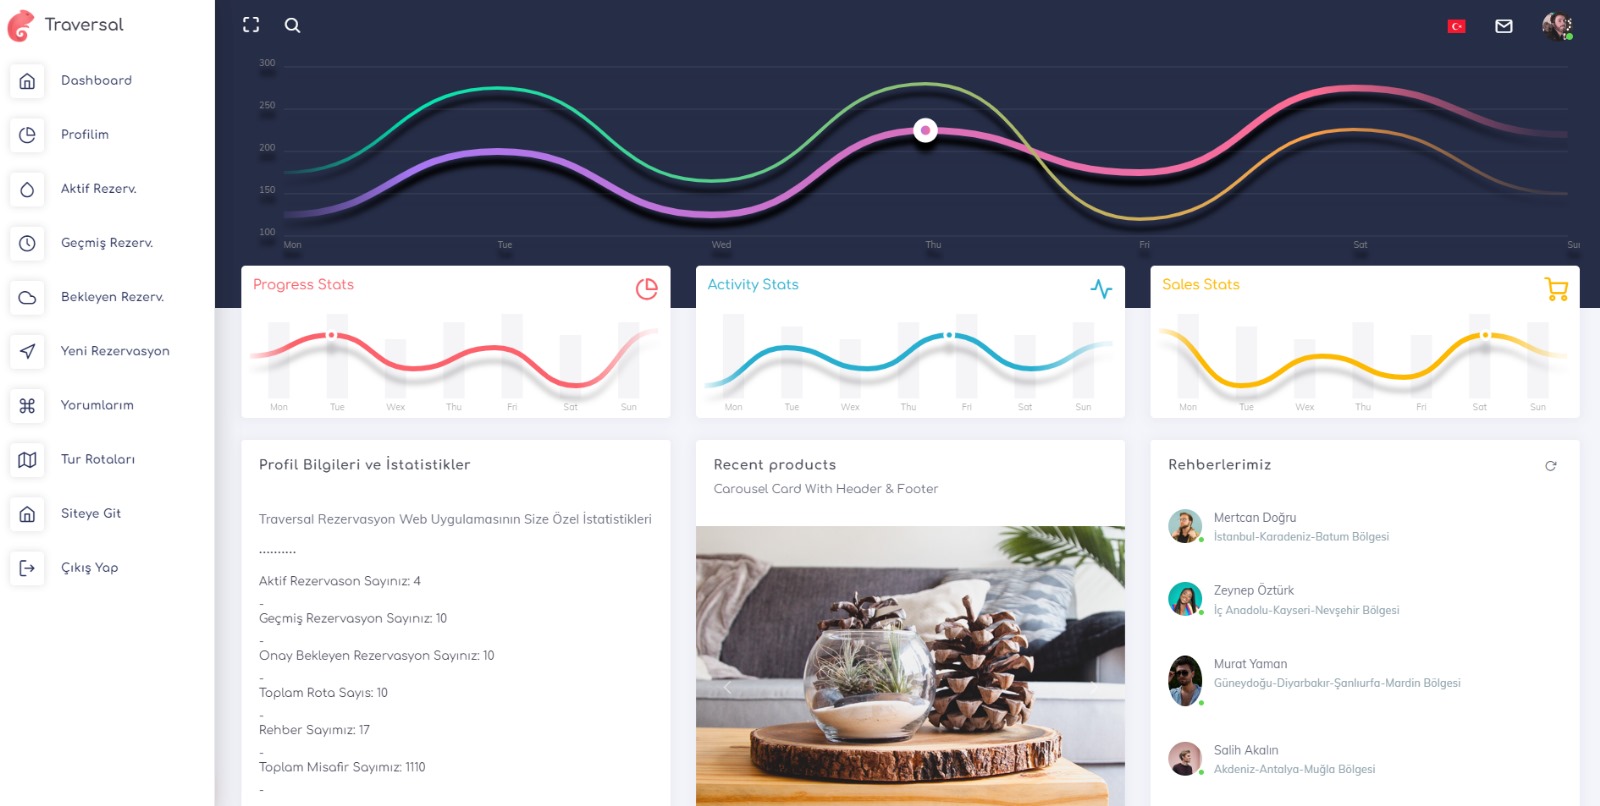 Traversal
Dashboard
Profilim
Aktif Rezerv.
Geçmiş Rezerv.
Bekleyen Rezerv.
Yeni Rezervasyon
Yorumlarım
Tur Rotaları
Siteye Git
Çıkış Yap
300
250
200
150
100
Mon Tue Wed Thu Fri Sat Sun
Progress Stats
Mon Tue Wex Thu Fri Sat Sun
Activity Stats
Mon Tue Wex Thu Fri Sat Sun
Sales Stats
Mon Tue Wex Thu Fri Sat Sun
Profil Bilgileri ve İstatistikler
Traversal Rezervasyon Web Uygulamasının Size Özel İstatistikleri
..........
Aktif Rezervason Sayınız: 4
-
Geçmiş Rezervasyon Sayınız: 10
-
Onay Bekleyen Rezervasyon Sayınız: 10
-
Toplam Rota Sayıs: 10
-
Rehber Sayımız: 17
-
Toplam Misafir Sayımız: 1110
-
Recent products
Carousel Card With Header & Footer
Rehberlerimiz
Mertcan Doğru
İstanbul-Karadeniz-Batum Bölgesi
Zeynep Öztürk
İç Anadolu-Kayseri-Nevşehir Bölgesi
Murat Yaman
Güneydoğu-Diyarbakır-Şanlıurfa-Mardin Bölgesi
Salih Akalın
Akdeniz-Antalya-Muğla Bölgesi